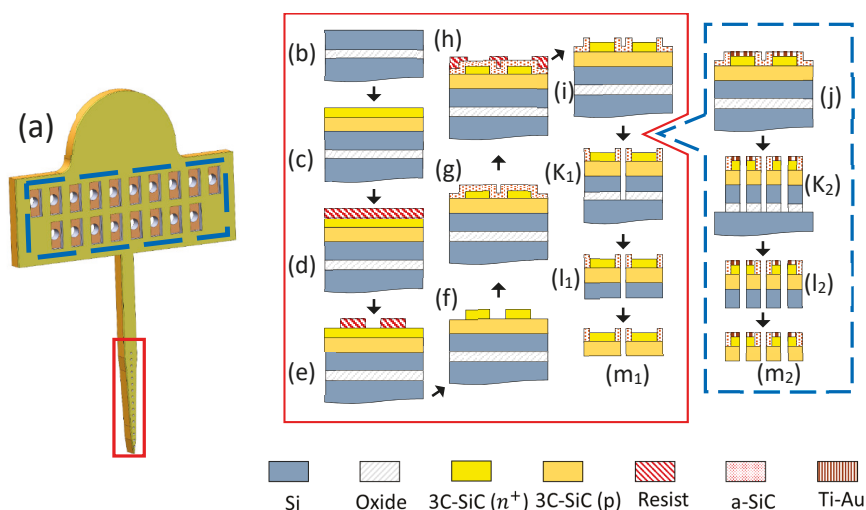 (a)
(b)
(c)
(d)
(e)
(f)
(g)
(h)
(i)
(K₁)
(l₁)
(m₁)
(j)
(K₂)
(l₂)
(m₂)
Si
Oxide
3C-SiC (n⁺)
3C-SiC (p)
Resist
a-SiC
Ti-Au